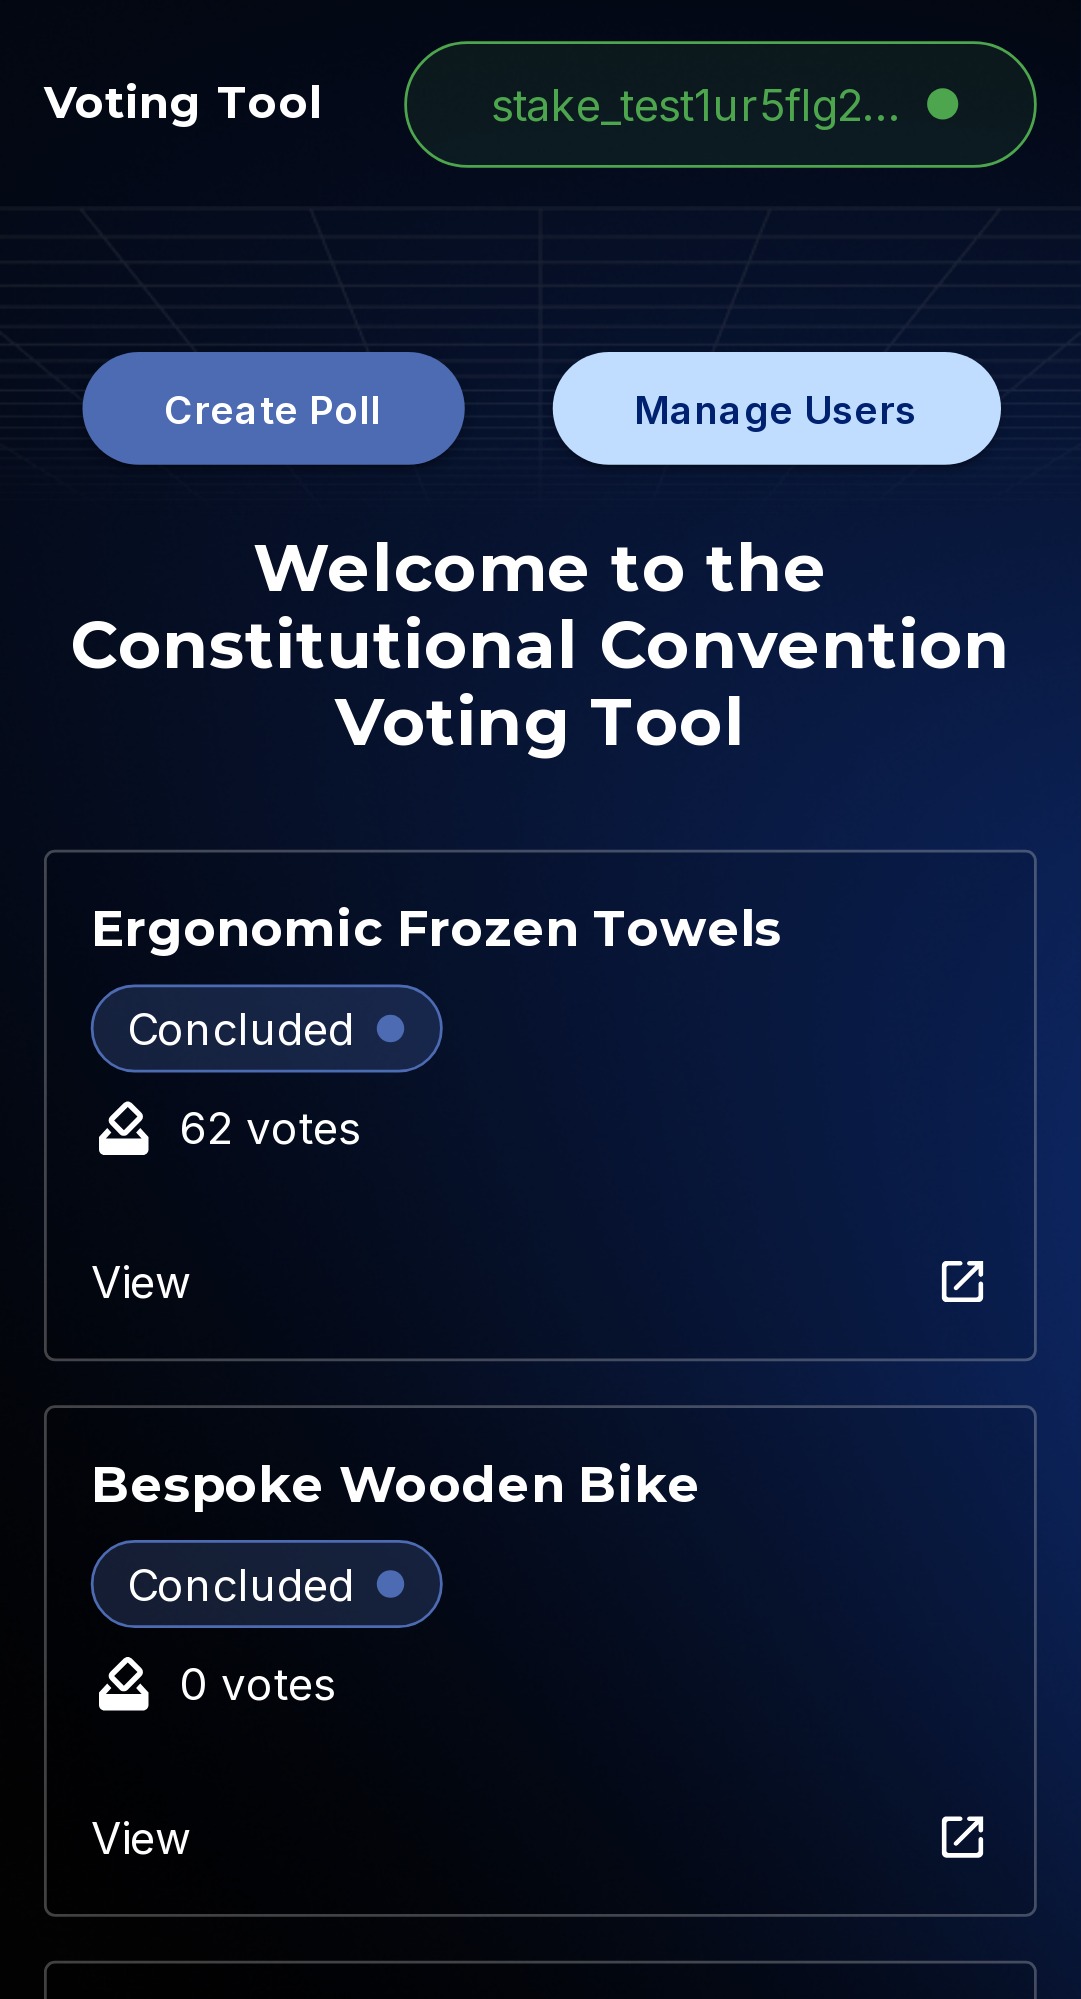 Voting Tool
stake_test1ur5flg2...
Create Poll
Manage Users
Welcome to the
Constitutional Convention
Voting Tool
Ergonomic Frozen Towels
Concluded
62 votes
View
Bespoke Wooden Bike
Concluded
0 votes
View